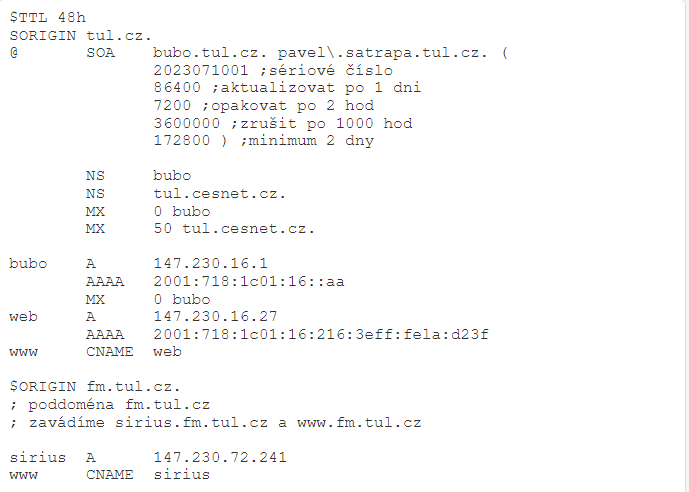 $TTL 48h
SORIGIN tul.cz.
@ SOA bubo.tul.cz. pavel\.satrapa.tul.cz. (
2023071001 ;sériové číslo
86400 ;aktualizovat po 1 dni
7200 ;opakovat po 2 hod
3600000 ;zrušit po 1000 hod
172800 ) ;minimum 2 dny
NS bubo
NS tul.cesnet.cz.
MX 0 bubo
MX 50 tul.cesnet.cz.
bubo A 147.230.16.1
AAAA 2001:718:1c01:16::aa
MX 0 bubo
web A 147.230.16.27
AAAA 2001:718:1c01:16:216:3eff:fela:d23f
www CNAME web
$ORIGIN fm.tul.cz.
; poddoména fm.tul.cz
; zavádíme sirius.fm.tul.cz a www.fm.tul.cz
sirius A 147.230.72.241
www CNAME sirius